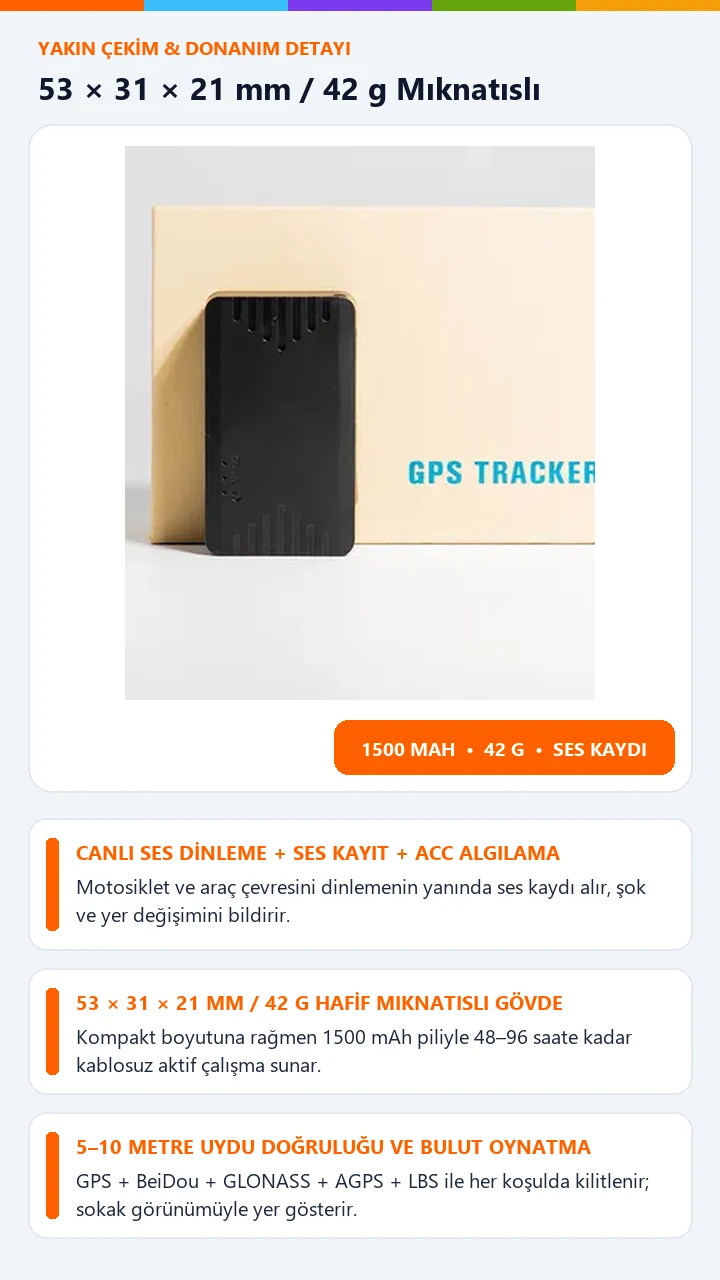 YAKIN ÇEKİM & DONANIM DETAYI
53 × 31 × 21 mm / 42 g Mıknatıslı
GPS TRACKER
1500 MAH • 42 G • SES KAYDI
CANLI SES DİNLEME + SES KAYIT + ACC ALGILAMA
Motosiklet ve araç çevresini dinlemenin yanında ses kaydı alır, şok
ve yer değişimini bildirir.
53 × 31 × 21 MM / 42 G HAFİF MIKNATISLI GÖVDE
Kompakt boyutuna rağmen 1500 mAh piliyle 48–96 saate kadar
kablosuz aktif çalışma sunar.
5–10 METRE UYDU DOĞRULUĞU VE BULUT OYNATMA
GPS + BeiDou + GLONASS + AGPS + LBS ile her koşulda kilitlenir;
sokak görünümüyle yer gösterir.